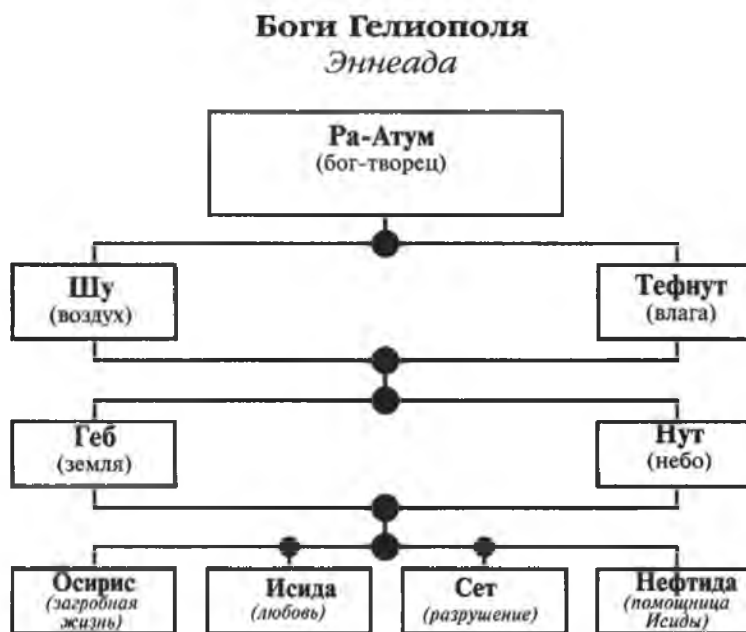 Боги Гелиополя
Эннеада
Ра-Атум
(бог-творец)
Шу
(воздух)
Тефнут
(влага)
Геб
(земля)
Нут
(небо)
Осирис
(загробная
жизнь)
Исида
(любовь)
Сет
(разрушение)
Нефтида
(помощница
Исиды)